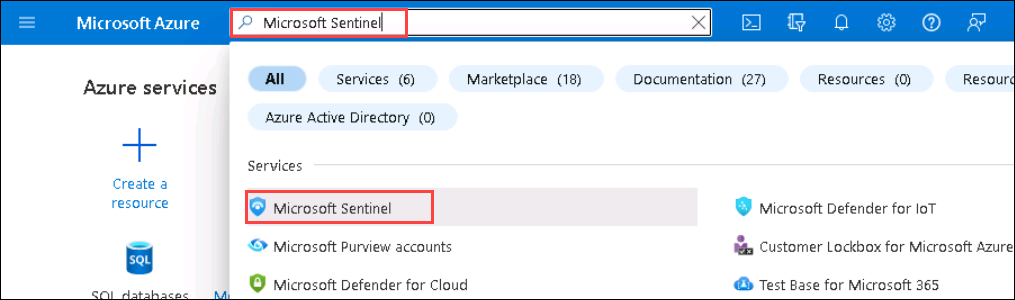 Microsoft Azure
Microsoft Sentinel
All
Services (6)
Marketplace (18)
Documentation (27)
Resources (0)
Resourc
Azure Active Directory (0)
Azure services
Create a
resource
SQL
SQL databases
Mo
Services
Microsoft Sentinel
Microsoft Defender for IoT
Microsoft Purview accounts
Customer Lockbox for Microsoft Azure
Microsoft Defender for Cloud
Test Base for Microsoft 365